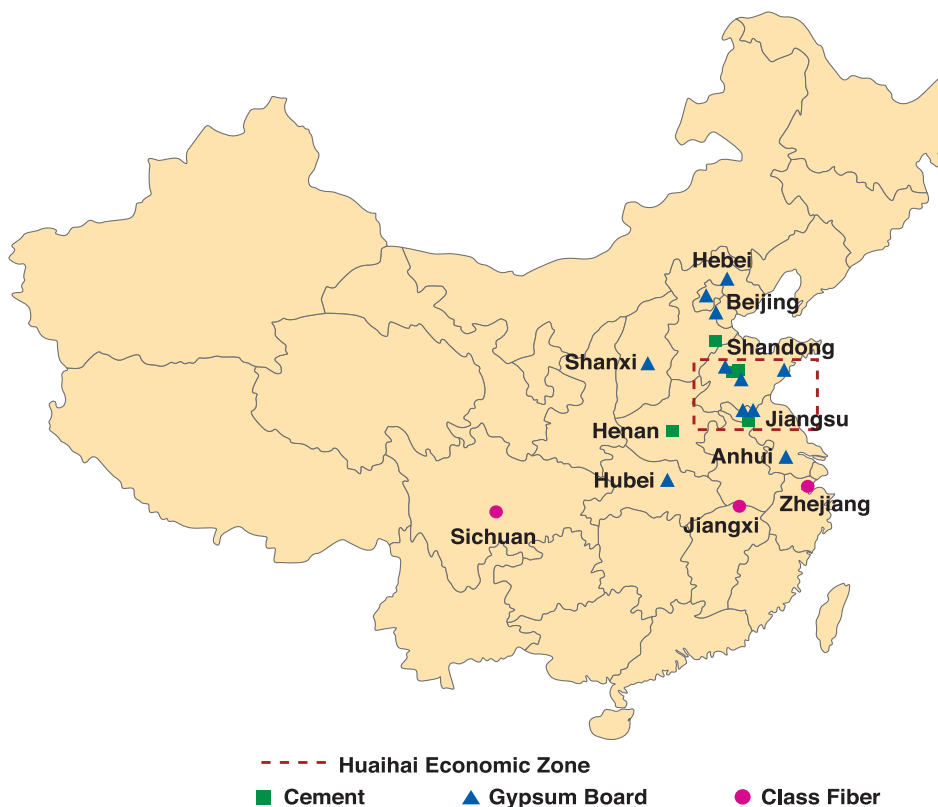 Hebei
Beijing
Shandong
Shanxi
Jiangsu
Henan
Anhui
Hubei
Zhejiang
Jiangxi
Sichuan
Huaihai Economic Zone
Cement
Gypsum Board
Class Fiber